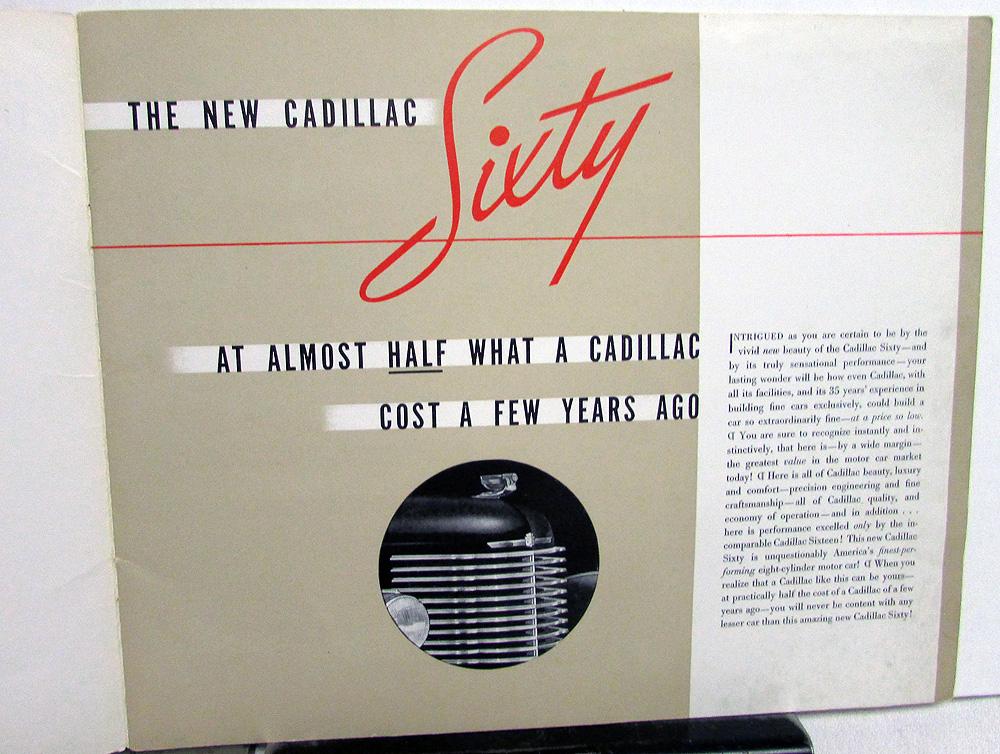 THE NEW CADILLAC
Sixty
AT ALMOST HALF WHAT A CADILLAC
COST A FEW YEARS AGO
INTRIGUED as you are certain to be by the
vivid new beauty of the Cadillac Sixty—and
by its truly sensational performance—your
lasting wonder will be how even Cadillac, with
all its facilities, and its 35 years' experience in
building fine cars exclusively, could build a
car so extraordinarily fine—at a price so low.
¶ You are sure to recognize instantly and in-
stinctively, that here is—by a wide margin—
the greatest value in the motor car market
today! ¶ Here is all of Cadillac beauty, luxury
and comfort—precision engineering and fine
craftsmanship—all of Cadillac quality, and
economy of operation—and in addition . . .
here is performance excelled only by the in-
comparable Cadillac Sixteen! This new Cadillac
Sixty is unquestionably America's finest-per-
forming eight-cylinder motor car! ¶ When you
realize that a Cadillac like this can be yours—
at practically half the cost of a Cadillac of a few
years ago—you will never be content with any
lesser car than this amazing new Cadillac Sixty!